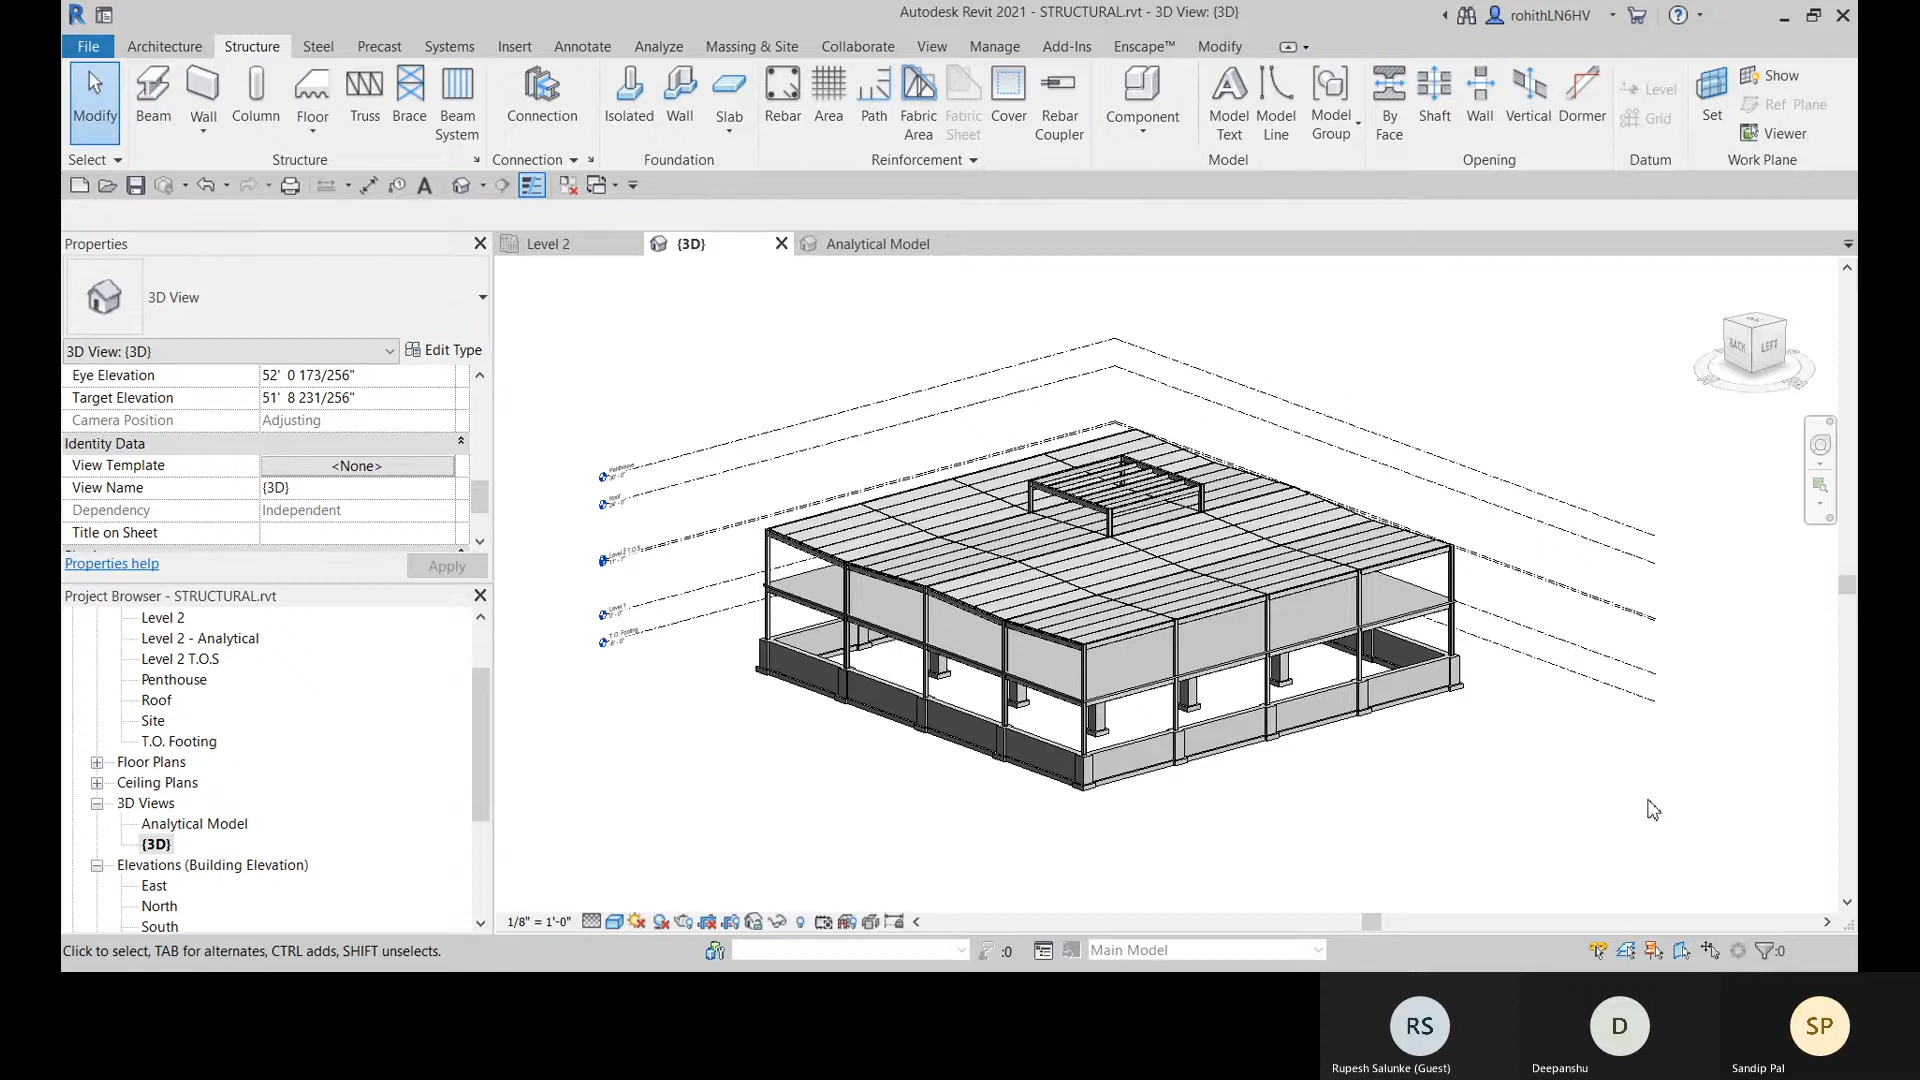 Autodesk Revit 2021 - STRUCTURAL.rvt - 3D View: {3D}
rohithLN6HV
File Architecture Structure Steel Precast Systems Insert Annotate Analyze Massing & Site Collaborate View Manage Add-Ins Enscape™ Modify
Modify
Beam
Wall
Column
Floor
Truss
Brace
Beam
System
Connection
Isolated
Wall
Slab
Rebar
Area
Path
Fabric
Area
Fabric
Sheet
Cover
Rebar
Coupler
Component
Model
Text
Model
Line
Model
Group
By
Face
Shaft
Wall
Vertical
Dormer
Level
Grid
Set
Show
Ref Plane
Viewer
Select
Structure
Connection
Foundation
Reinforcement
Model
Opening
Datum
Work Plane
Properties
Level 2
{3D}
Analytical Model
3D View
3D View: {3D}
Edit Type
Eye Elevation 52' 0 173/256"
Target Elevation 51' 8 231/256"
Camera Position Adjusting
Identity Data
View Template <None>
View Name {3D}
Dependency Independent
Title on Sheet
Properties help
Apply
Project Browser - STRUCTURAL.rvt
Level 2
Level 2 - Analytical
Level 2 T.O.S
Penthouse
Roof
Site
T.O. Footing
Floor Plans
Ceiling Plans
3D Views
Analytical Model
{3D}
Elevations (Building Elevation)
East
North
South
Penthouse
Roof
Level 1
T.O. Footing
BACK
LEFT
1/8" = 1'-0"
Click to select, TAB for alternates, CTRL adds, SHIFT unselects.
:0
Main Model
:0
RS
D
SP
Rupesh Salunke (Guest)
Deepanshu
Sandip Pal